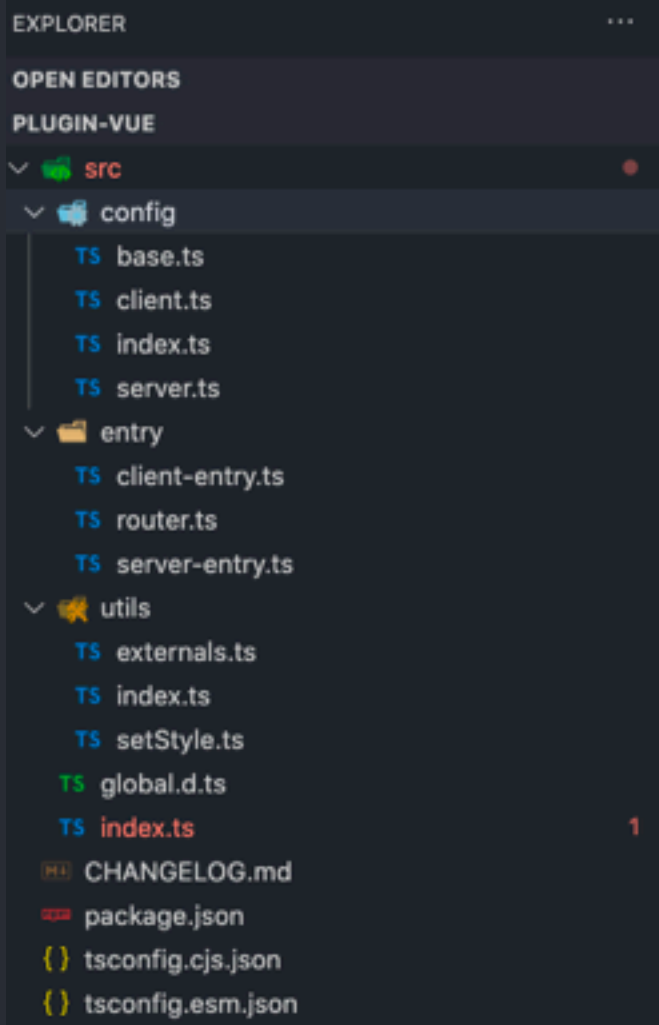 EXPLORER ...
OPEN EDITORS
PLUGIN-VUE
src
config
TS base.ts
TS client.ts
TS index.ts
TS server.ts
entry
TS client-entry.ts
TS router.ts
TS server-entry.ts
utils
TS externals.ts
TS index.ts
TS setStyle.ts
TS global.d.ts
TS index.ts 1
M↓ CHANGELOG.md
package.json
{} tsconfig.cjs.json
{} tsconfig.esm.json